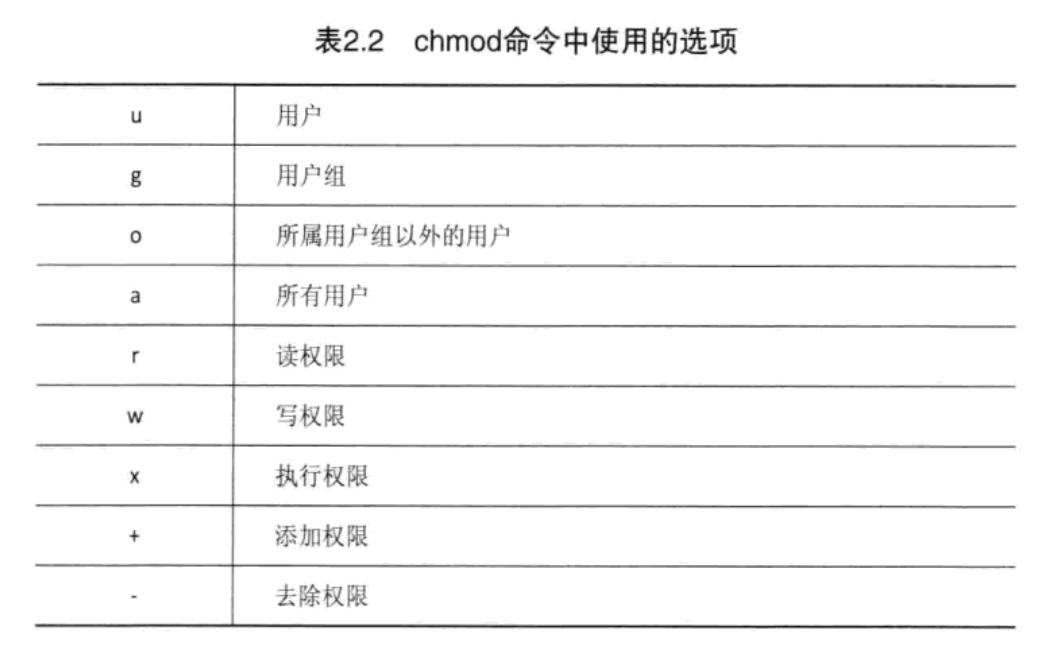 表2.2 chmod命令中使用的选项
u 用户
g 用户组
o 所属用户组以外的用户
a 所有用户
r 读权限
w 写权限
x 执行权限
+ 添加权限
- 去除权限